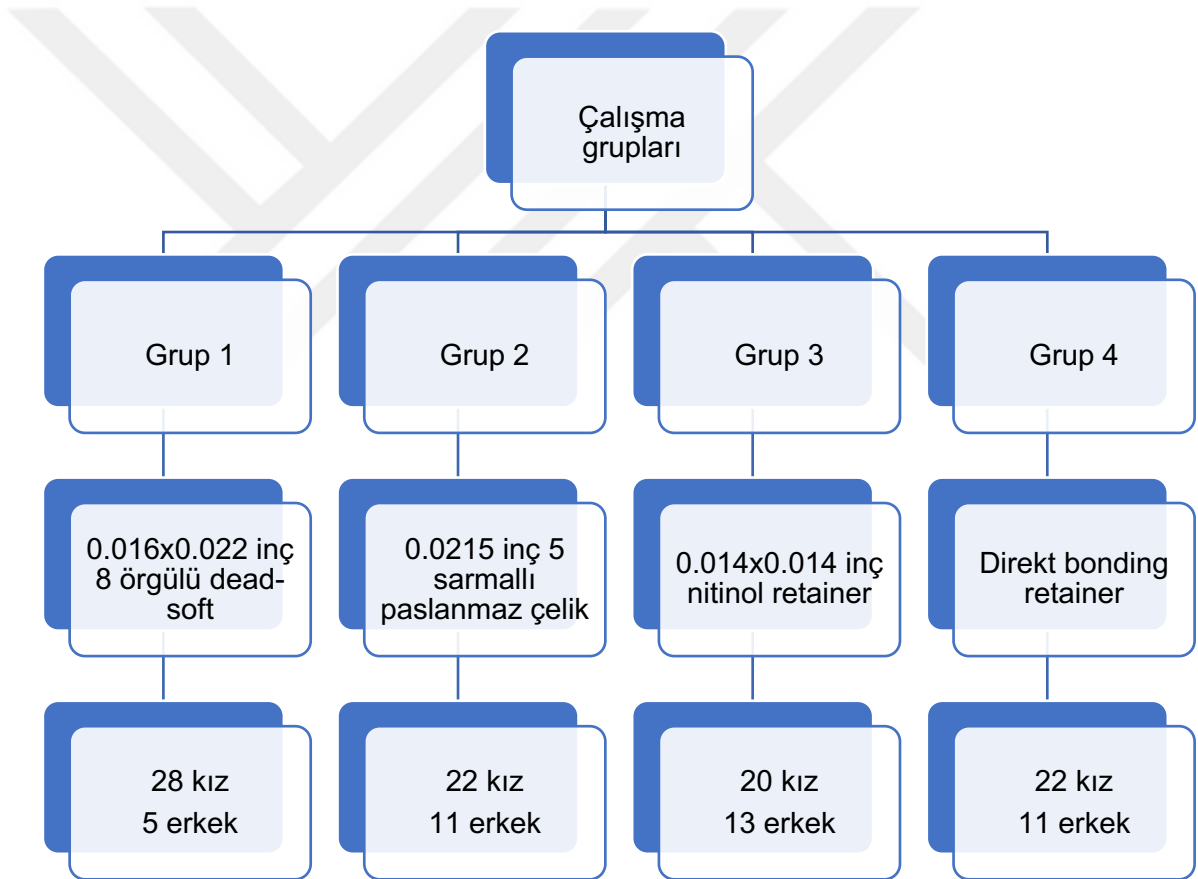 Çalışma
grupları
Grup 1
Grup 2
Grup 3
Grup 4
0.016x0.022 inç
8 örgülü dead-
soft
0.0215 inç 5
sarmallı
paslanmaz çelik
0.014x0.014 inç
nitinol retainer
Direkt bonding
retainer
28 kız
5 erkek
22 kız
11 erkek
20 kız
13 erkek
22 kız
11 erkek